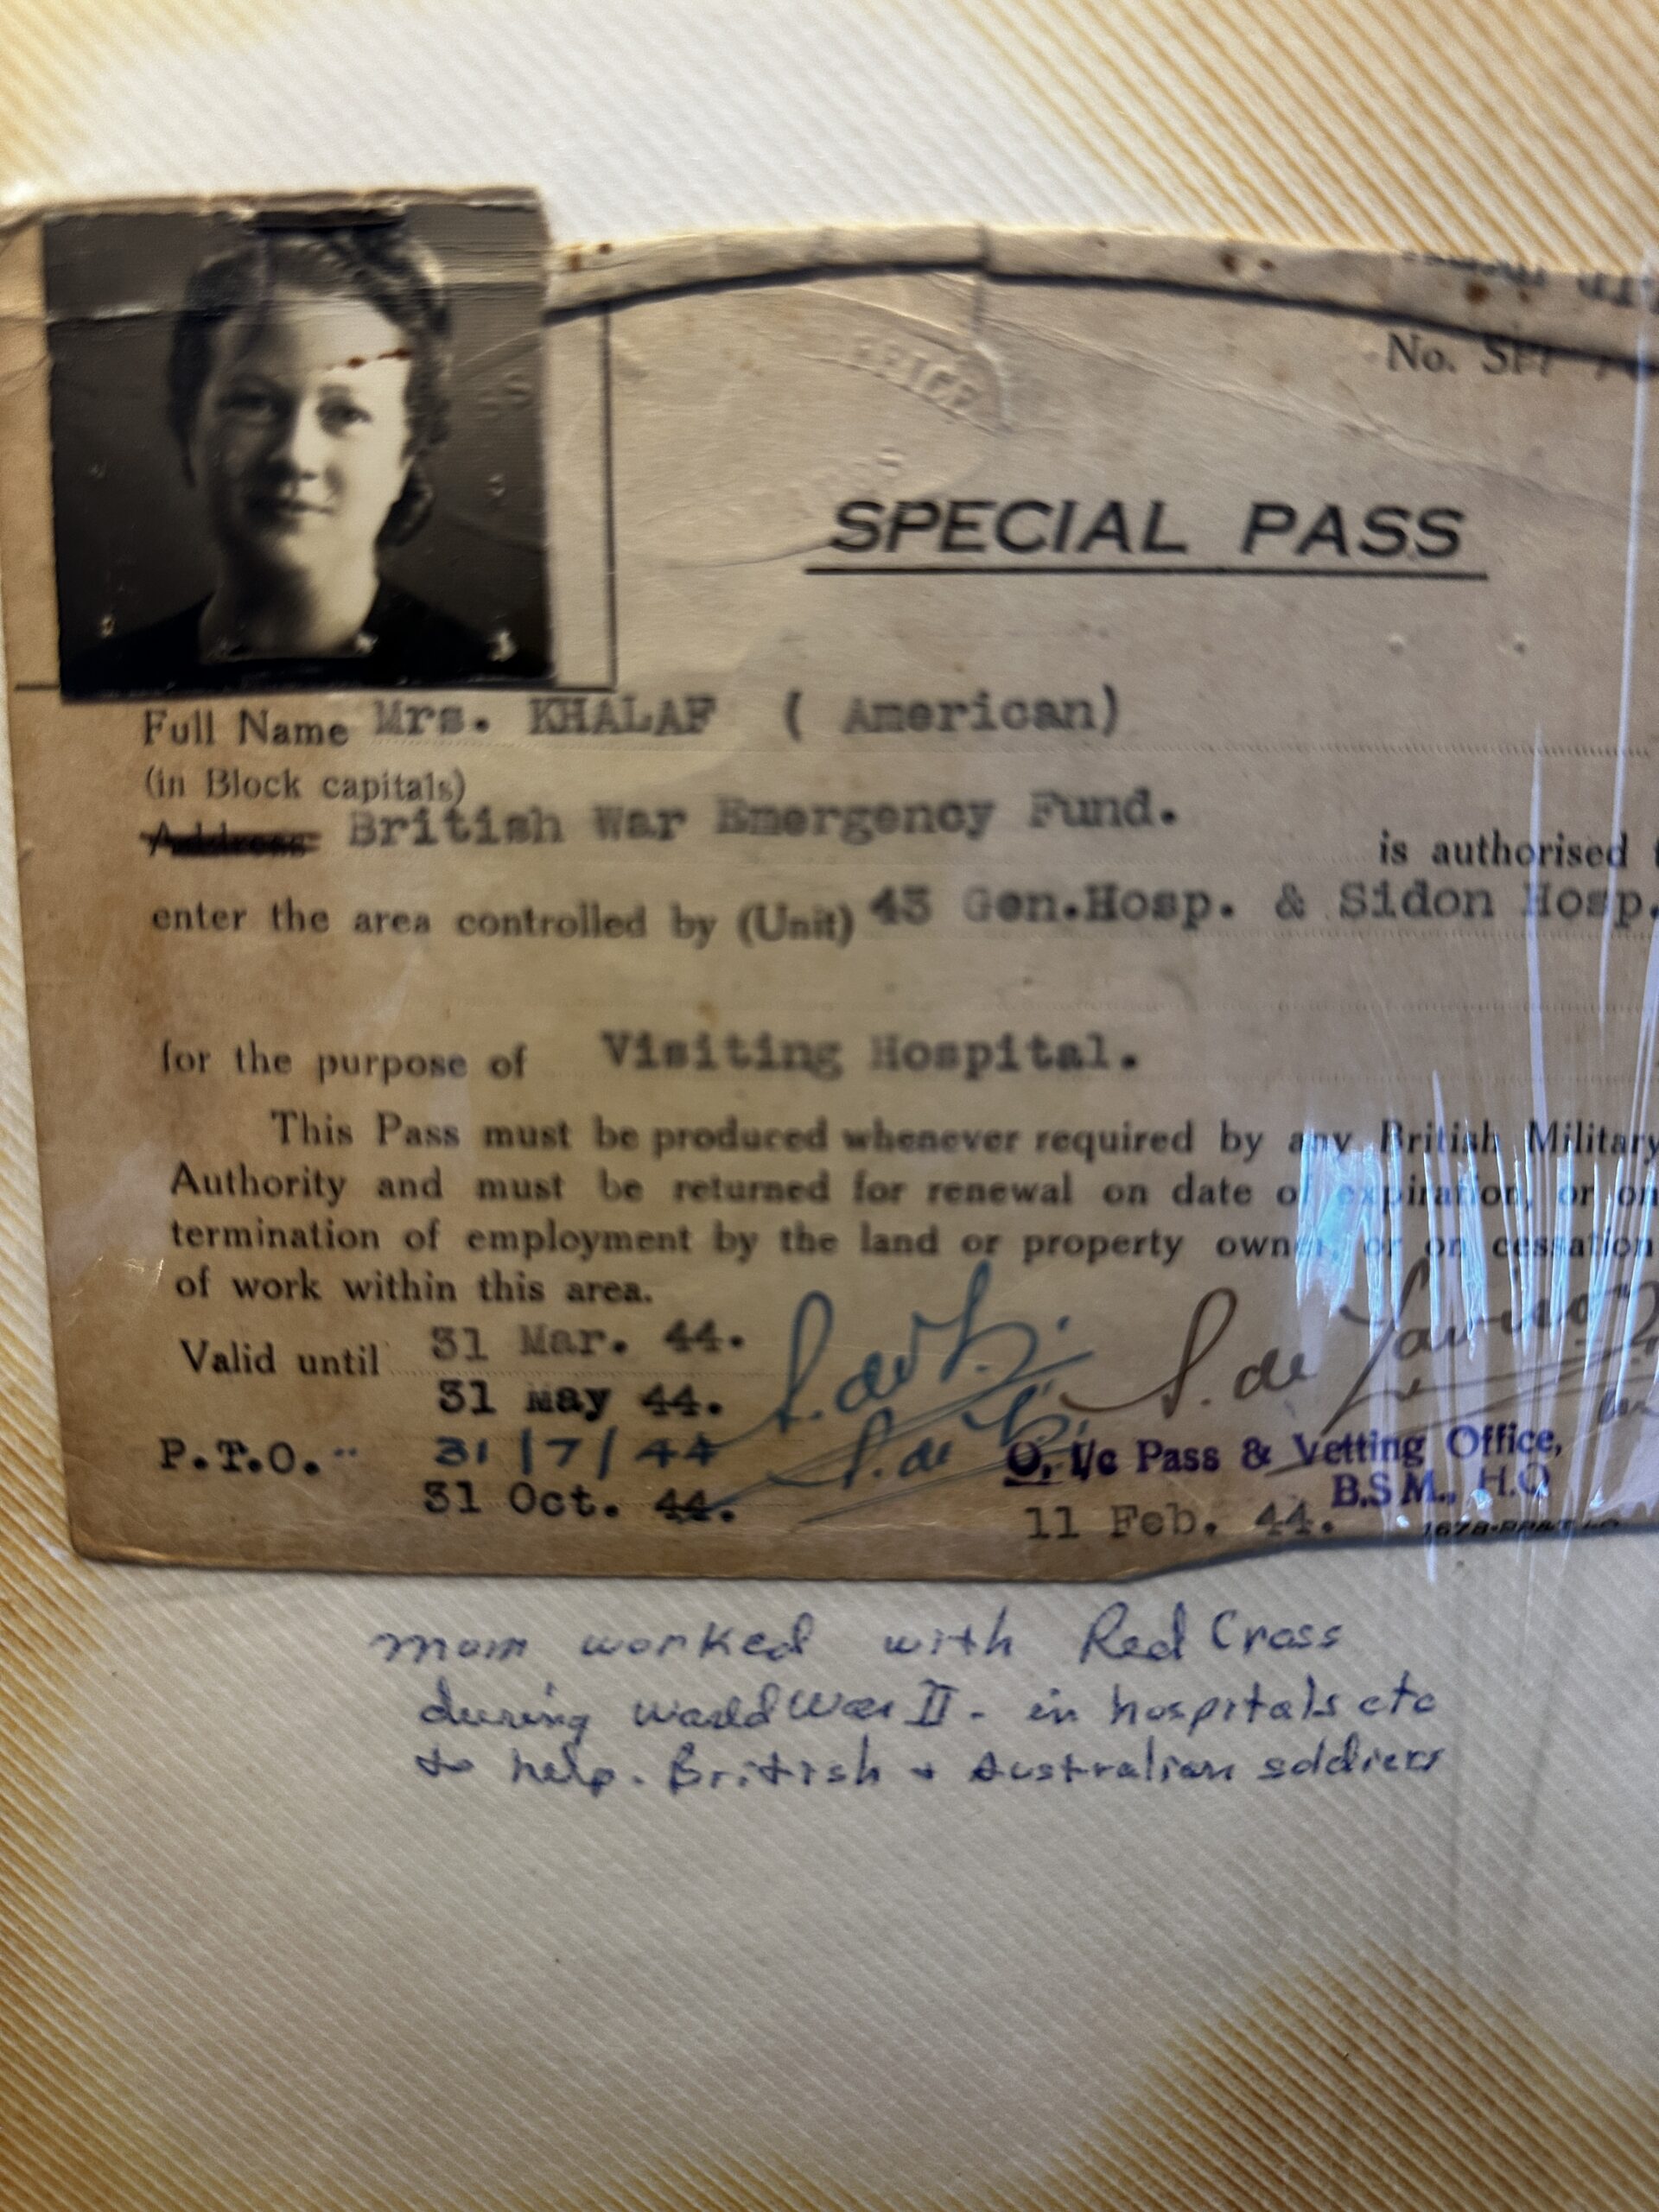 No.
SPECIAL PASS
Full Name Mrs. KHALAF ( American)
(in Block capitals)
Address British War Emergency Fund.
is authorised
enter the area controlled by (Unit) 43 Gen.Hosp. & Sidon Hosp.
for the purpose of Visiting Hospital.
This Pass must be produced whenever required by any British Military
Authority and must be returned for renewal on date of expiration, or on
termination of employment by the land or property owner, or on cessation
of work within this area.
Valid until 31 Mar. 44.
31 May 44.
P.T.O. 31/7/44
31 Oct. 44.
S. de
O. i/c Pass & Vetting Office,
B.S.M., H.Q
11 Feb. 44.
mom worked with Red Cross
during World War II - in hospitals etc
to help. British + Australian soldiers